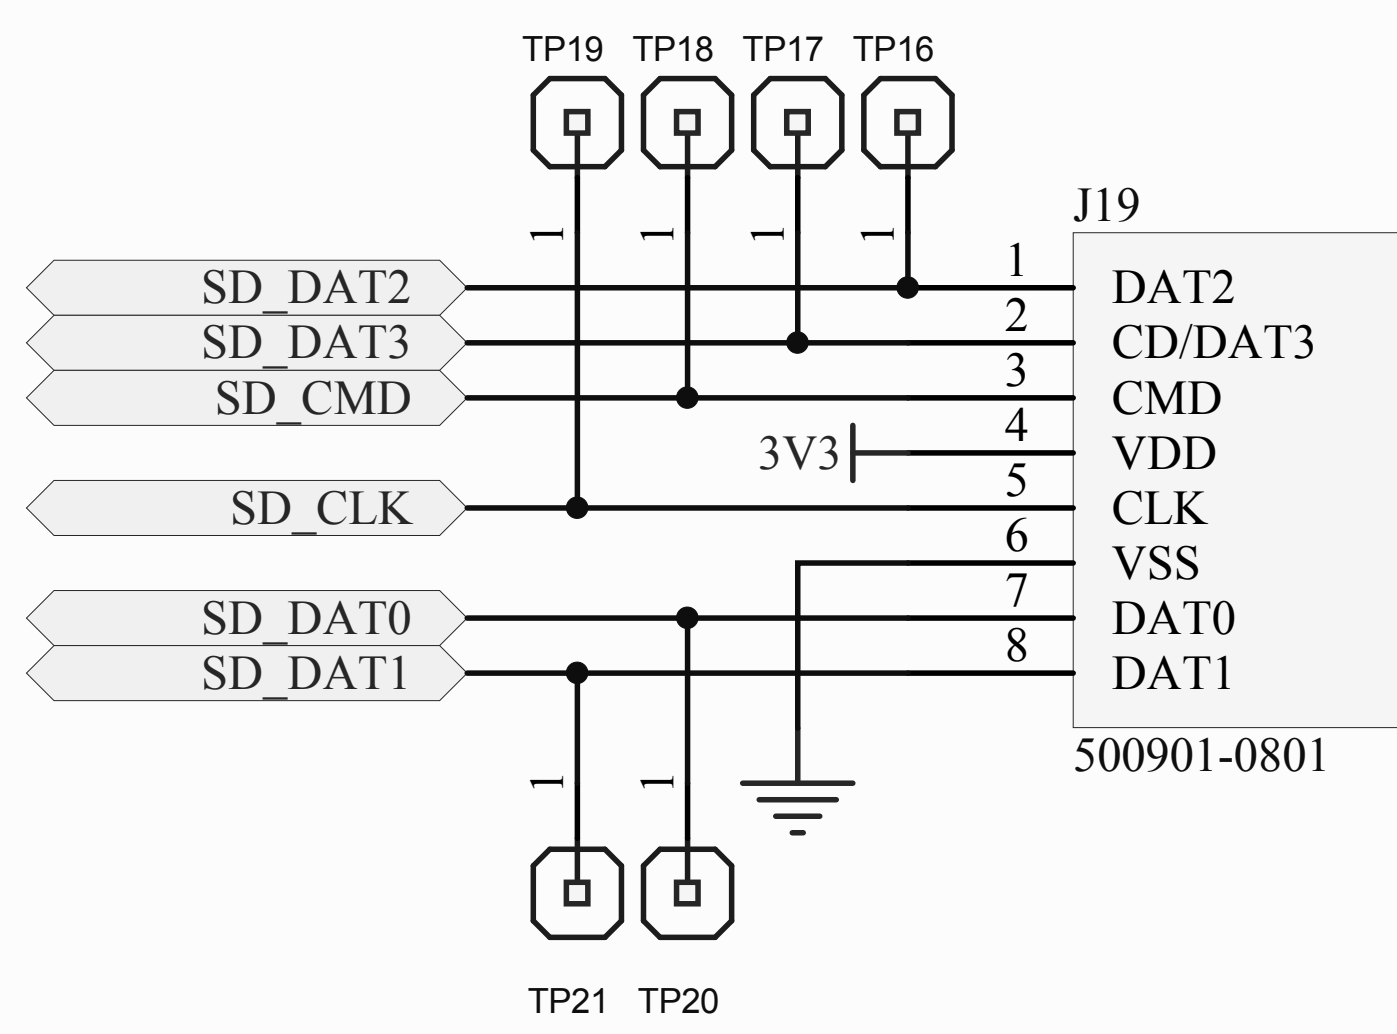 TP19 TP18 TP17 TP16
J19
1 1 1 1
1
SD_DAT2 DAT2
2
SD_DAT3 CD/DAT3
3
SD_CMD CMD
4
3V3 VDD
5
SD_CLK CLK
6
VSS
7
SD_DAT0 DAT0
8
SD_DAT1 DAT1
500901-0801
1 1
TP21 TP20